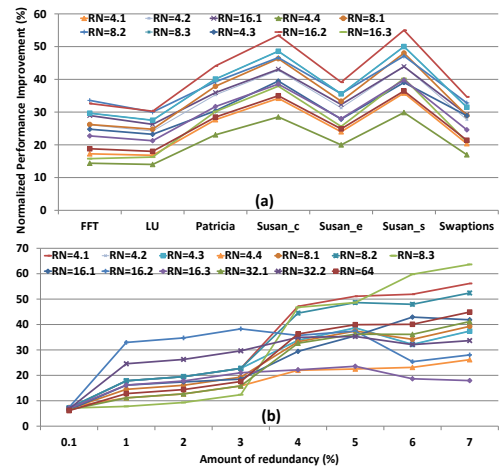 Normalized Performance Improvement (%)
RN=4.1 RN=4.2 RN=16.1 RN=4.4 RN=8.1
RN=8.2 RN=8.3 RN=4.3 RN=16.2 RN=16.3
60
50
40
30
20
10
0
(a)
FFT LU Patricia Susan_c Susan_e Susan_s Swaptions
RN=4.1 RN=4.2 RN=4.3 RN=4.4 RN=8.1 RN=8.2 RN=8.3
RN=16.1 RN=16.2 RN=16.3 RN=32.1 RN=32.2 RN=64
70
60
50
40
30
20
10
0
(b)
0.1 1 2 3 4 5 6 7
Amount of redundancy (%)